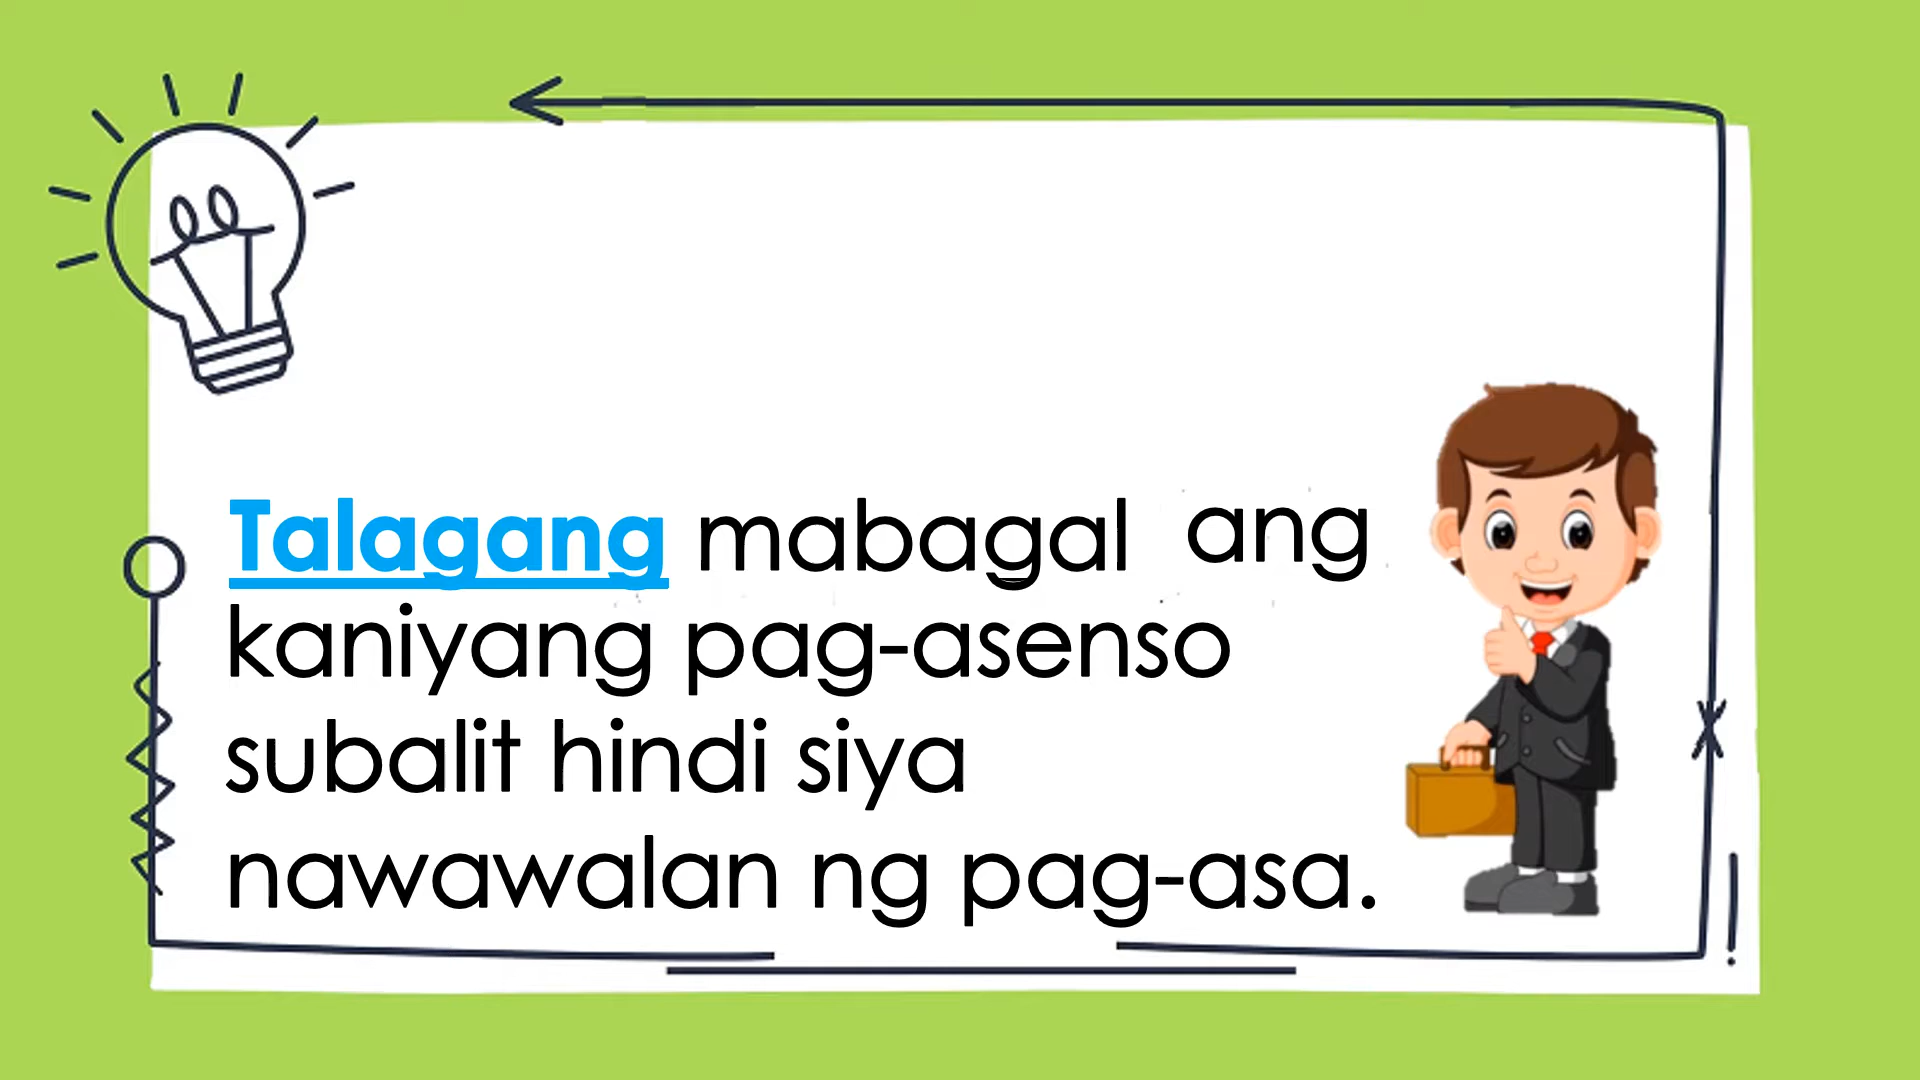 Talagang mabagal ang
kaniyang pag-asenso
subalit hindi siya
nawawalan ng pag-asa.